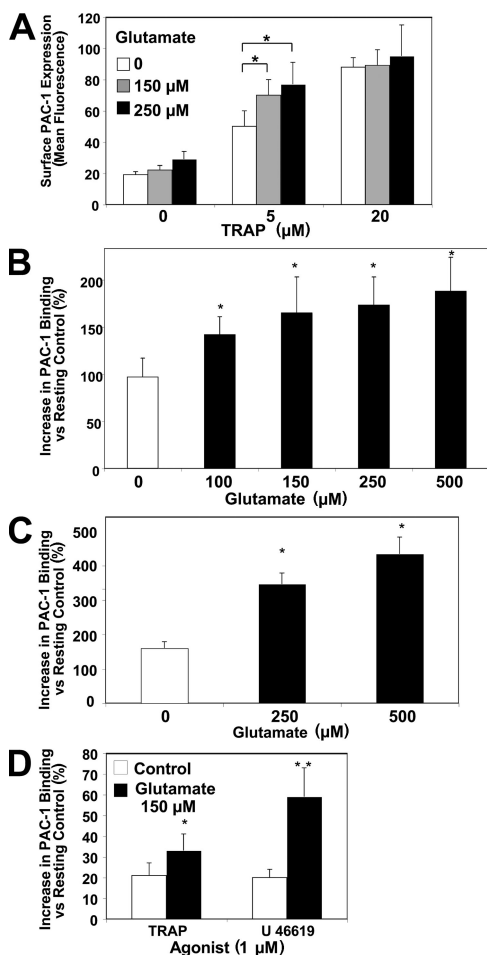 A
Surface PAC-1 Expression
(Mean Fluorescence)
120
100
80
60
40
20
0
Glutamate
0
150 µM
250 µM
*
*
0 5 20
TRAP (µM)
B
Increase in PAC-1 Binding
vs Resting Control (%)
200
150
100
50
0
* * * *
0 100 150 250 500
Glutamate (µM)
C
Increase in PAC-1 Binding
vs Resting Control (%)
500
400
300
200
100
0
* *
0 250 500
Glutamate (µM)
D
Increase in PAC-1 Binding
vs Resting Control (%)
80
70
60
50
40
30
20
10
0
Control
Glutamate
150 µM
* **
TRAP U 46619
Agonist (1 µM)